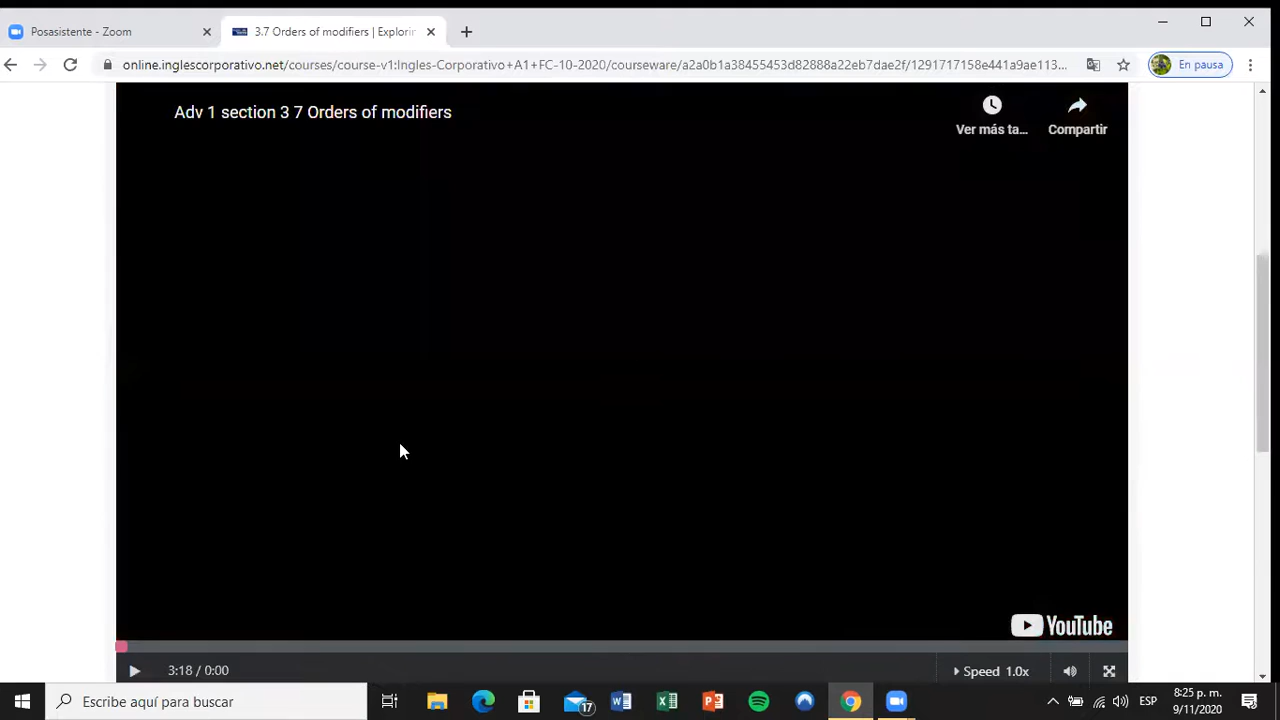 Posasistente - Zoom
3.7 Orders of modifiers | Explorin
online.inglescorporativo.net/courses/course-v1:Ingles-Corporativo+A1+FC-10-2020/courseware/a2a0b1a38455453d82888a22eb7dae2f/1291717158e441a9ae113...
En pausa
Adv 1 section 3 7 Orders of modifiers
Ver más ta...
Compartir
YouTube
3:18 / 0:00
Speed 1.0x
Escribe aquí para buscar
17
ESP
8:25 p. m.
9/11/2020